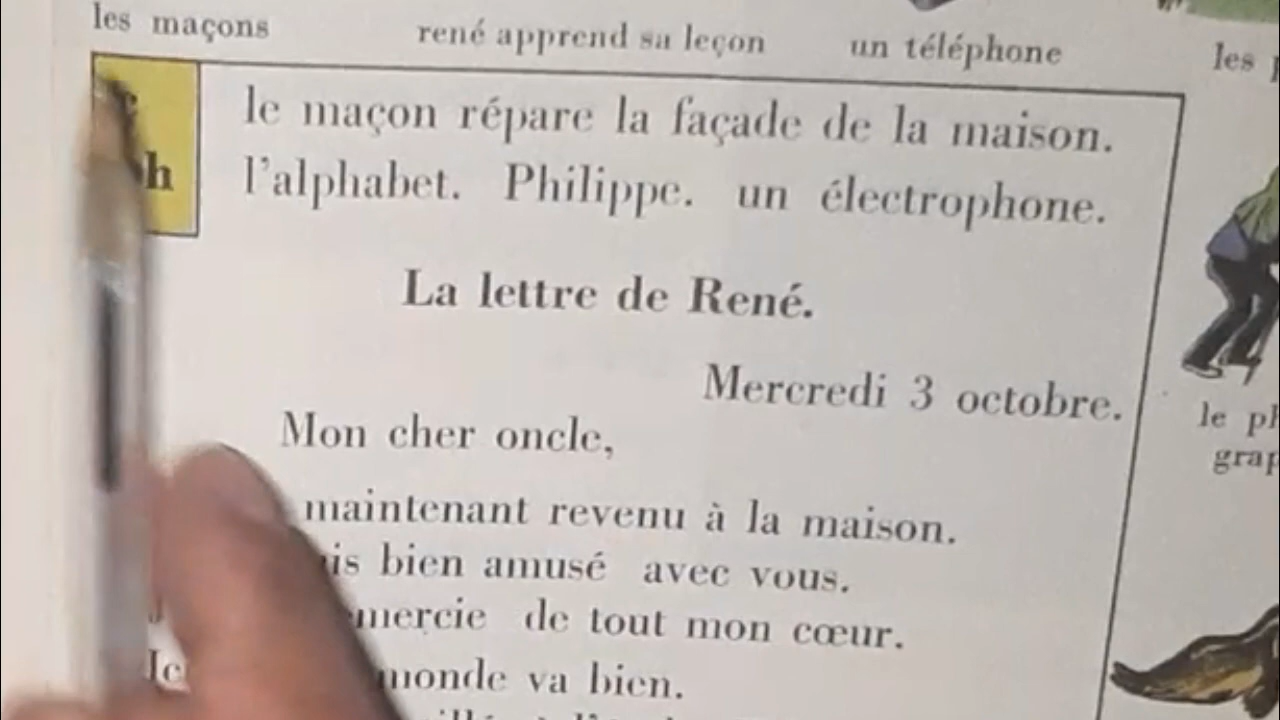 les maçons   rené apprend sa leçon   un téléphone   les
h
le maçon répare la façade de la maison.
l'alphabet.   Philippe.   un électrophone.
La lettre de René.
Mercredi 3 octobre.
le ph
grap
Mon cher oncle,
maintenant revenu à la maison.
bien amusé   avec vous.
de tout mon cœur.
monde va bien.